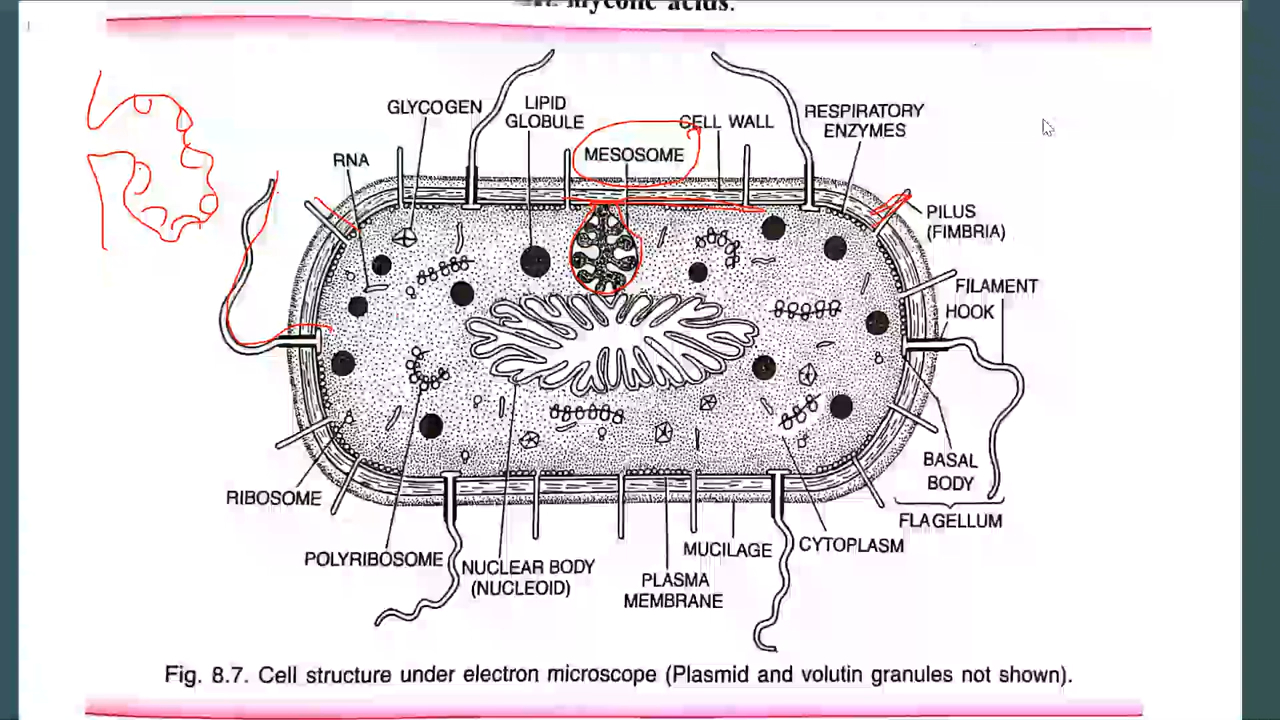 mycolic acids.
GLYCOGEN
LIPID
GLOBULE
CELL WALL
RESPIRATORY
ENZYMES
MESOSOME
RNA
PILUS
(FIMBRIA)
FILAMENT
HOOK
BASAL
BODY
FLAGELLUM
RIBOSOME
POLYRIBOSOME
NUCLEAR BODY
(NUCLEOID)
PLASMA
MEMBRANE
MUCILAGE
CYTOPLASM
Fig. 8.7. Cell structure under electron microscope (Plasmid and volutin granules not shown).